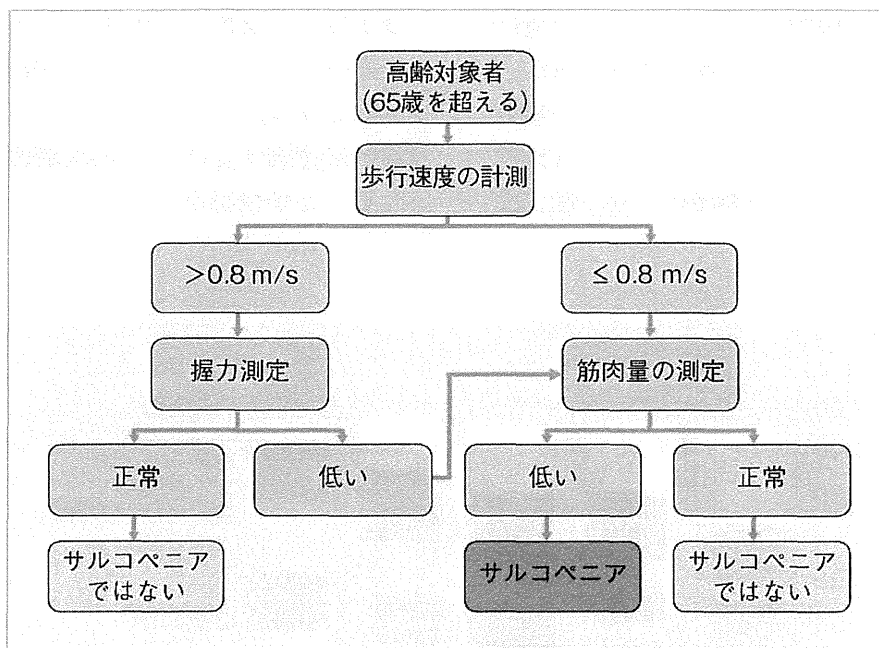 高齢対象者
(65歳を超える)
歩行速度の計測
>0.8 m/s
≤0.8 m/s
握力測定
筋肉量の測定
正常
低い
低い
正常
サルコペニア
ではない
サルコペニア
サルコペニア
ではない